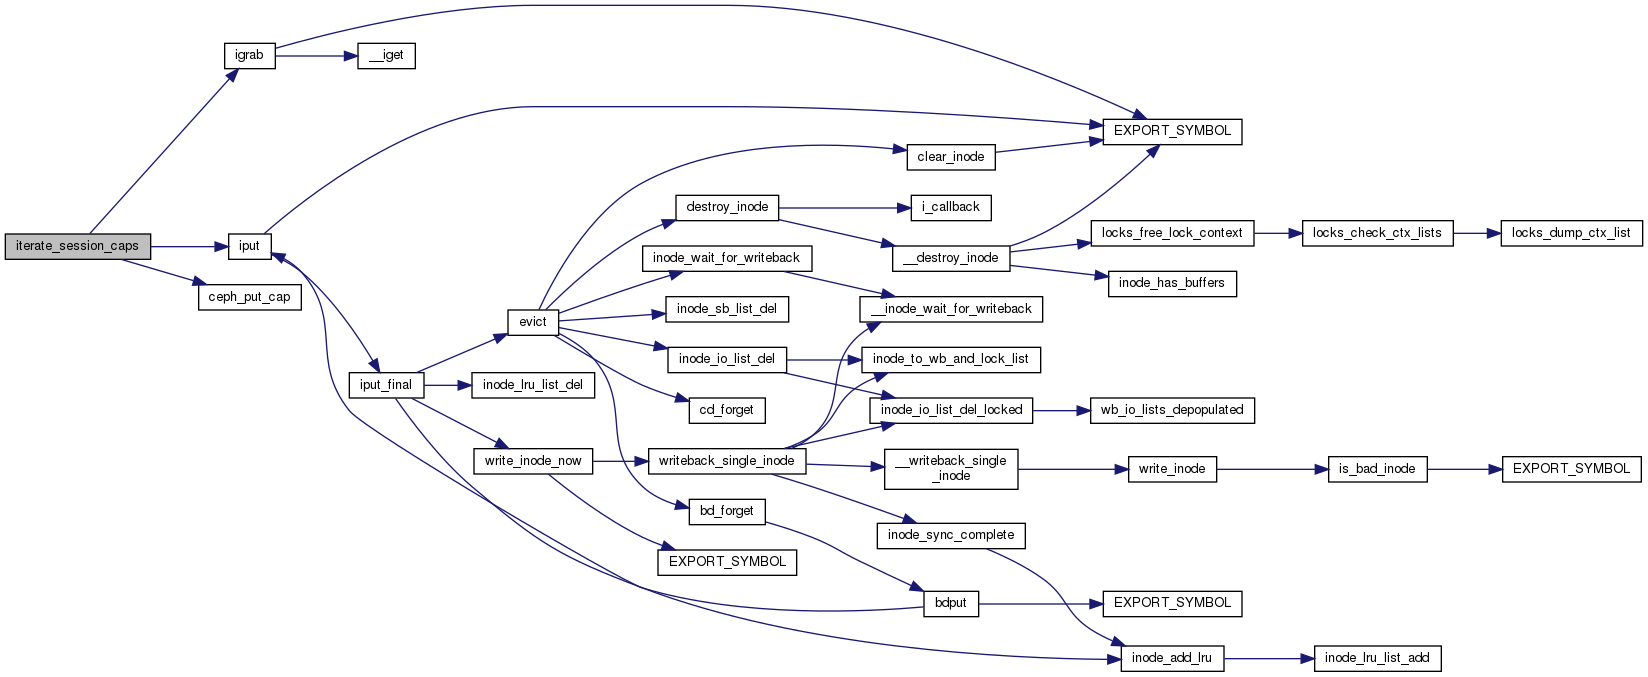 iterate_session_caps
igrab
iput
ceph_put_cap
__iget
iput_final
evict
inode_lru_list_del
write_inode_now
destroy_inode
inode_wait_for_writeback
inode_sb_list_del
inode_io_list_del
cd_forget
writeback_single_inode
bd_forget
EXPORT_SYMBOL
clear_inode
i_callback
__destroy_inode
__inode_wait_for_writeback
inode_to_wb_and_lock_list
inode_io_list_del_locked
__writeback_single
_inode
inode_sync_complete
bdput
EXPORT_SYMBOL
locks_free_lock_context
inode_has_buffers
wb_io_lists_depopulated
write_inode
EXPORT_SYMBOL
inode_add_lru
locks_check_ctx_lists
is_bad_inode
inode_lru_list_add
locks_dump_ctx_list
EXPORT_SYMBOL